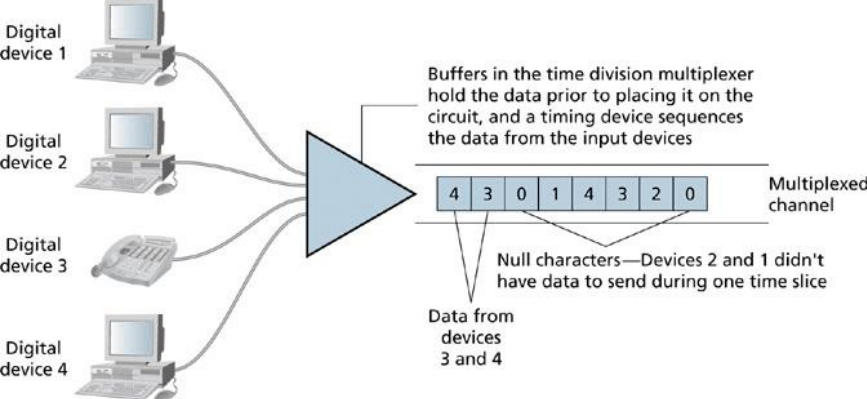 Digital
device 1
Digital
device 2
Digital
device 3
Digital
device 4
Buffers in the time division multiplexer
hold the data prior to placing it on the
circuit, and a timing device sequences
the data from the input devices
4 3 0 1 4 3 2 0
Multiplexed
channel
Null characters—Devices 2 and 1 didn't
have data to send during one time slice
Data from
devices
3 and 4